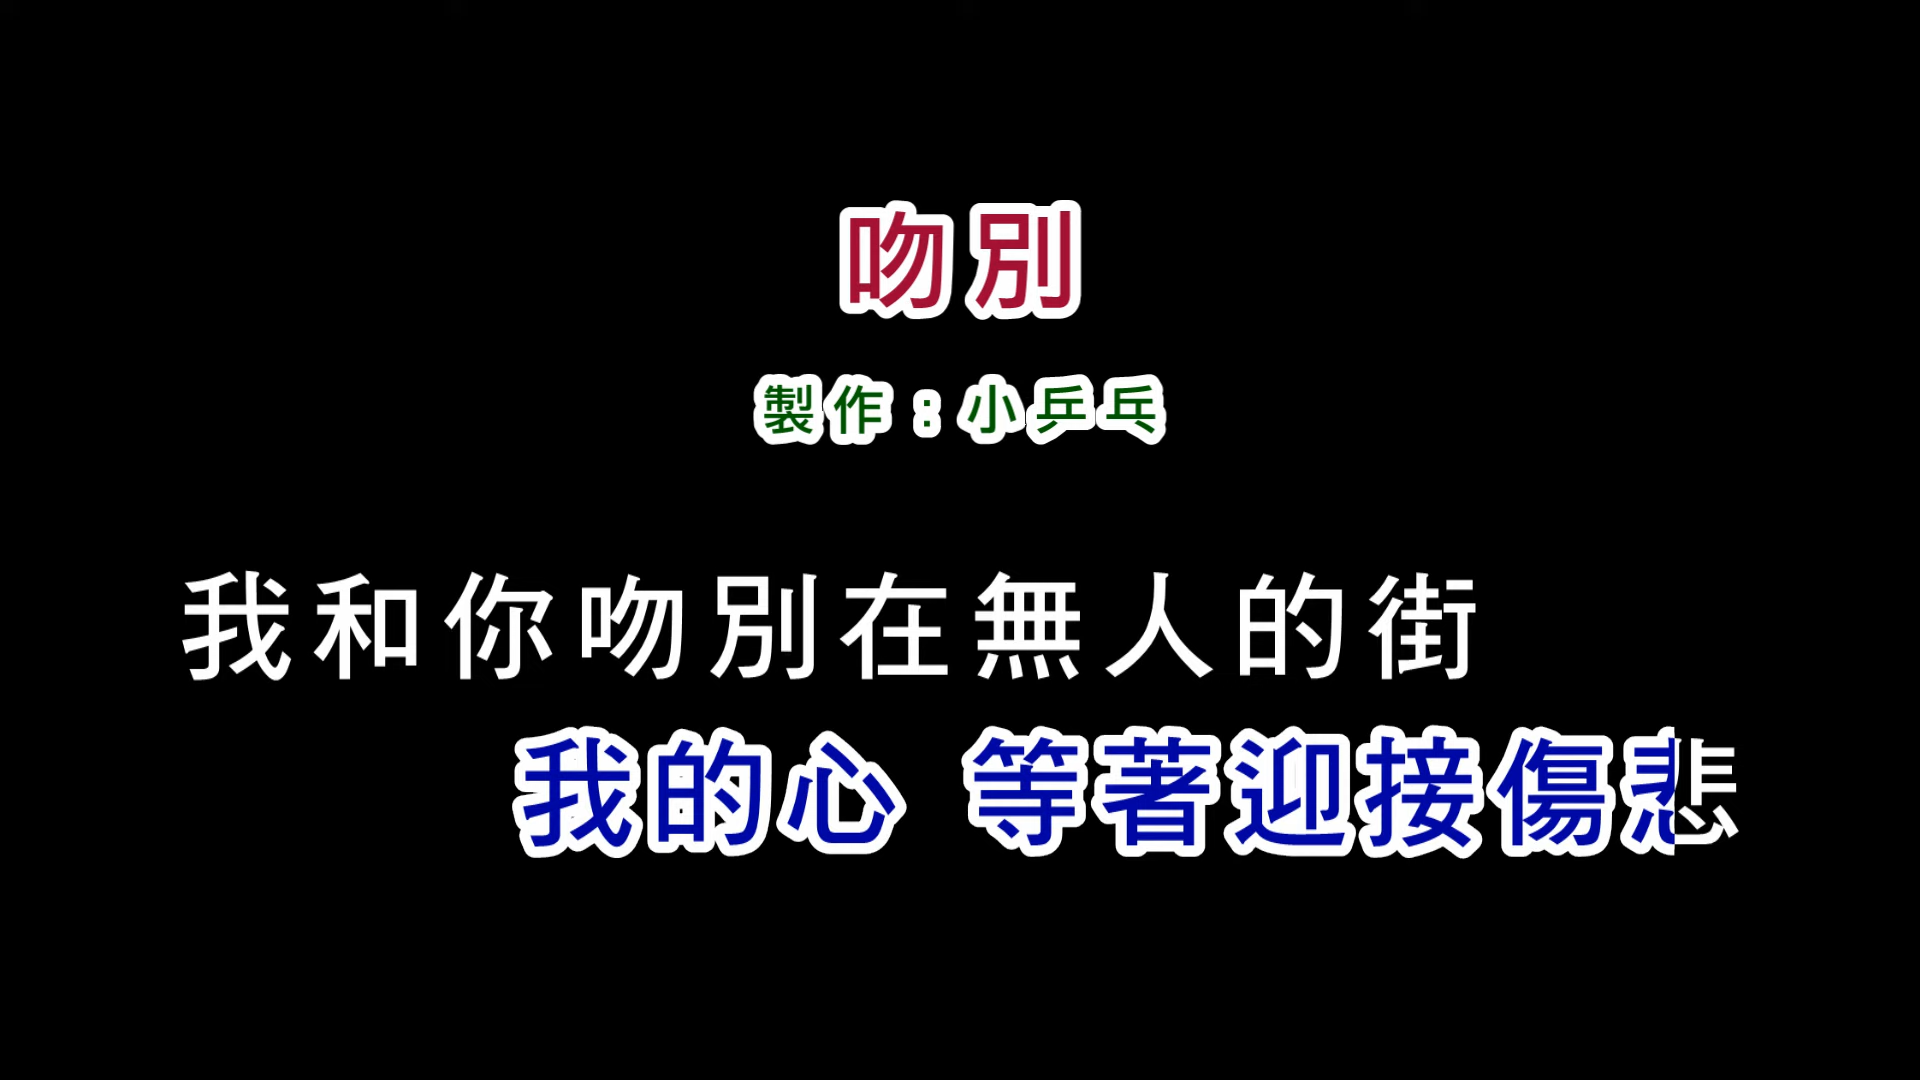 吻別
製作：小乒乓
我和你吻別在無人的街
我的心 等著迎接傷悲